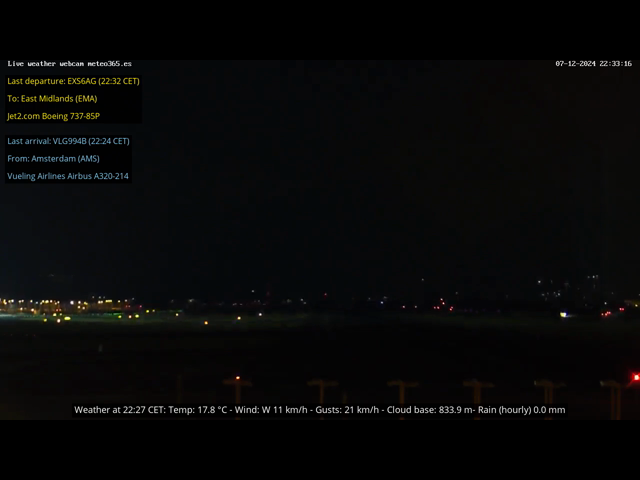 Live weather webcam meteo365.es
07-12-2024 22:33:16
Last departure: EXS6AG (22:32 CET)
To: East Midlands (EMA)
Jet2.com Boeing 737-85P
Last arrival: VLG994B (22:24 CET)
From: Amsterdam (AMS)
Vueling Airlines Airbus A320-214
Weather at 22:27 CET: Temp: 17.8 °C - Wind: W 11 km/h - Gusts: 21 km/h - Cloud base: 833.9 m- Rain (hourly) 0.0 mm